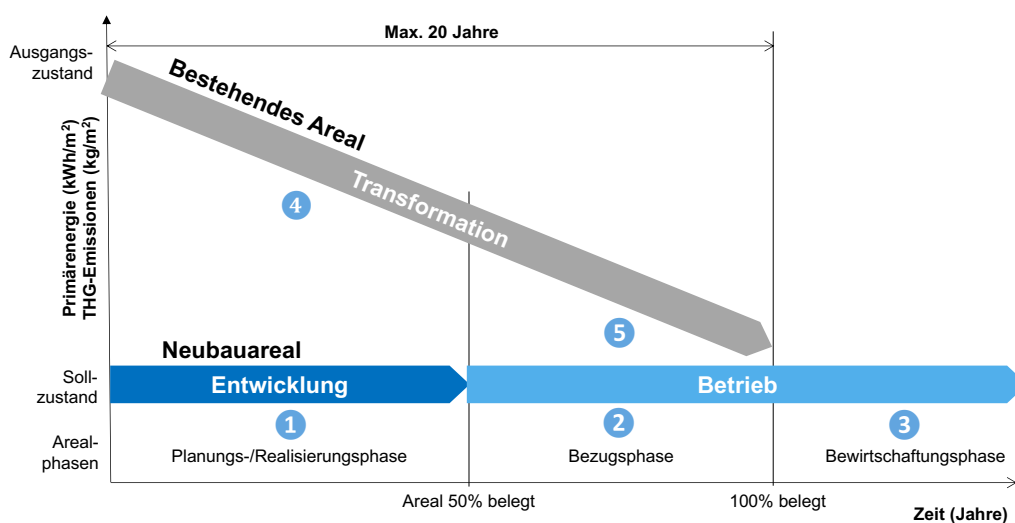 Max. 20 Jahre
Ausgangs-
zustand
Bestehendes Areal
Transformation
Primärenergie (kWh/m²)
THG-Emissionen (kg/m²)
4
5
Neubauareal
Soll-
zustand
Entwicklung
Betrieb
1
2
3
Areal-
phasen
Planungs-/Realisierungsphase
Bezugsphase
Bewirtschaftungsphase
Areal 50% belegt
100% belegt
Zeit (Jahre)